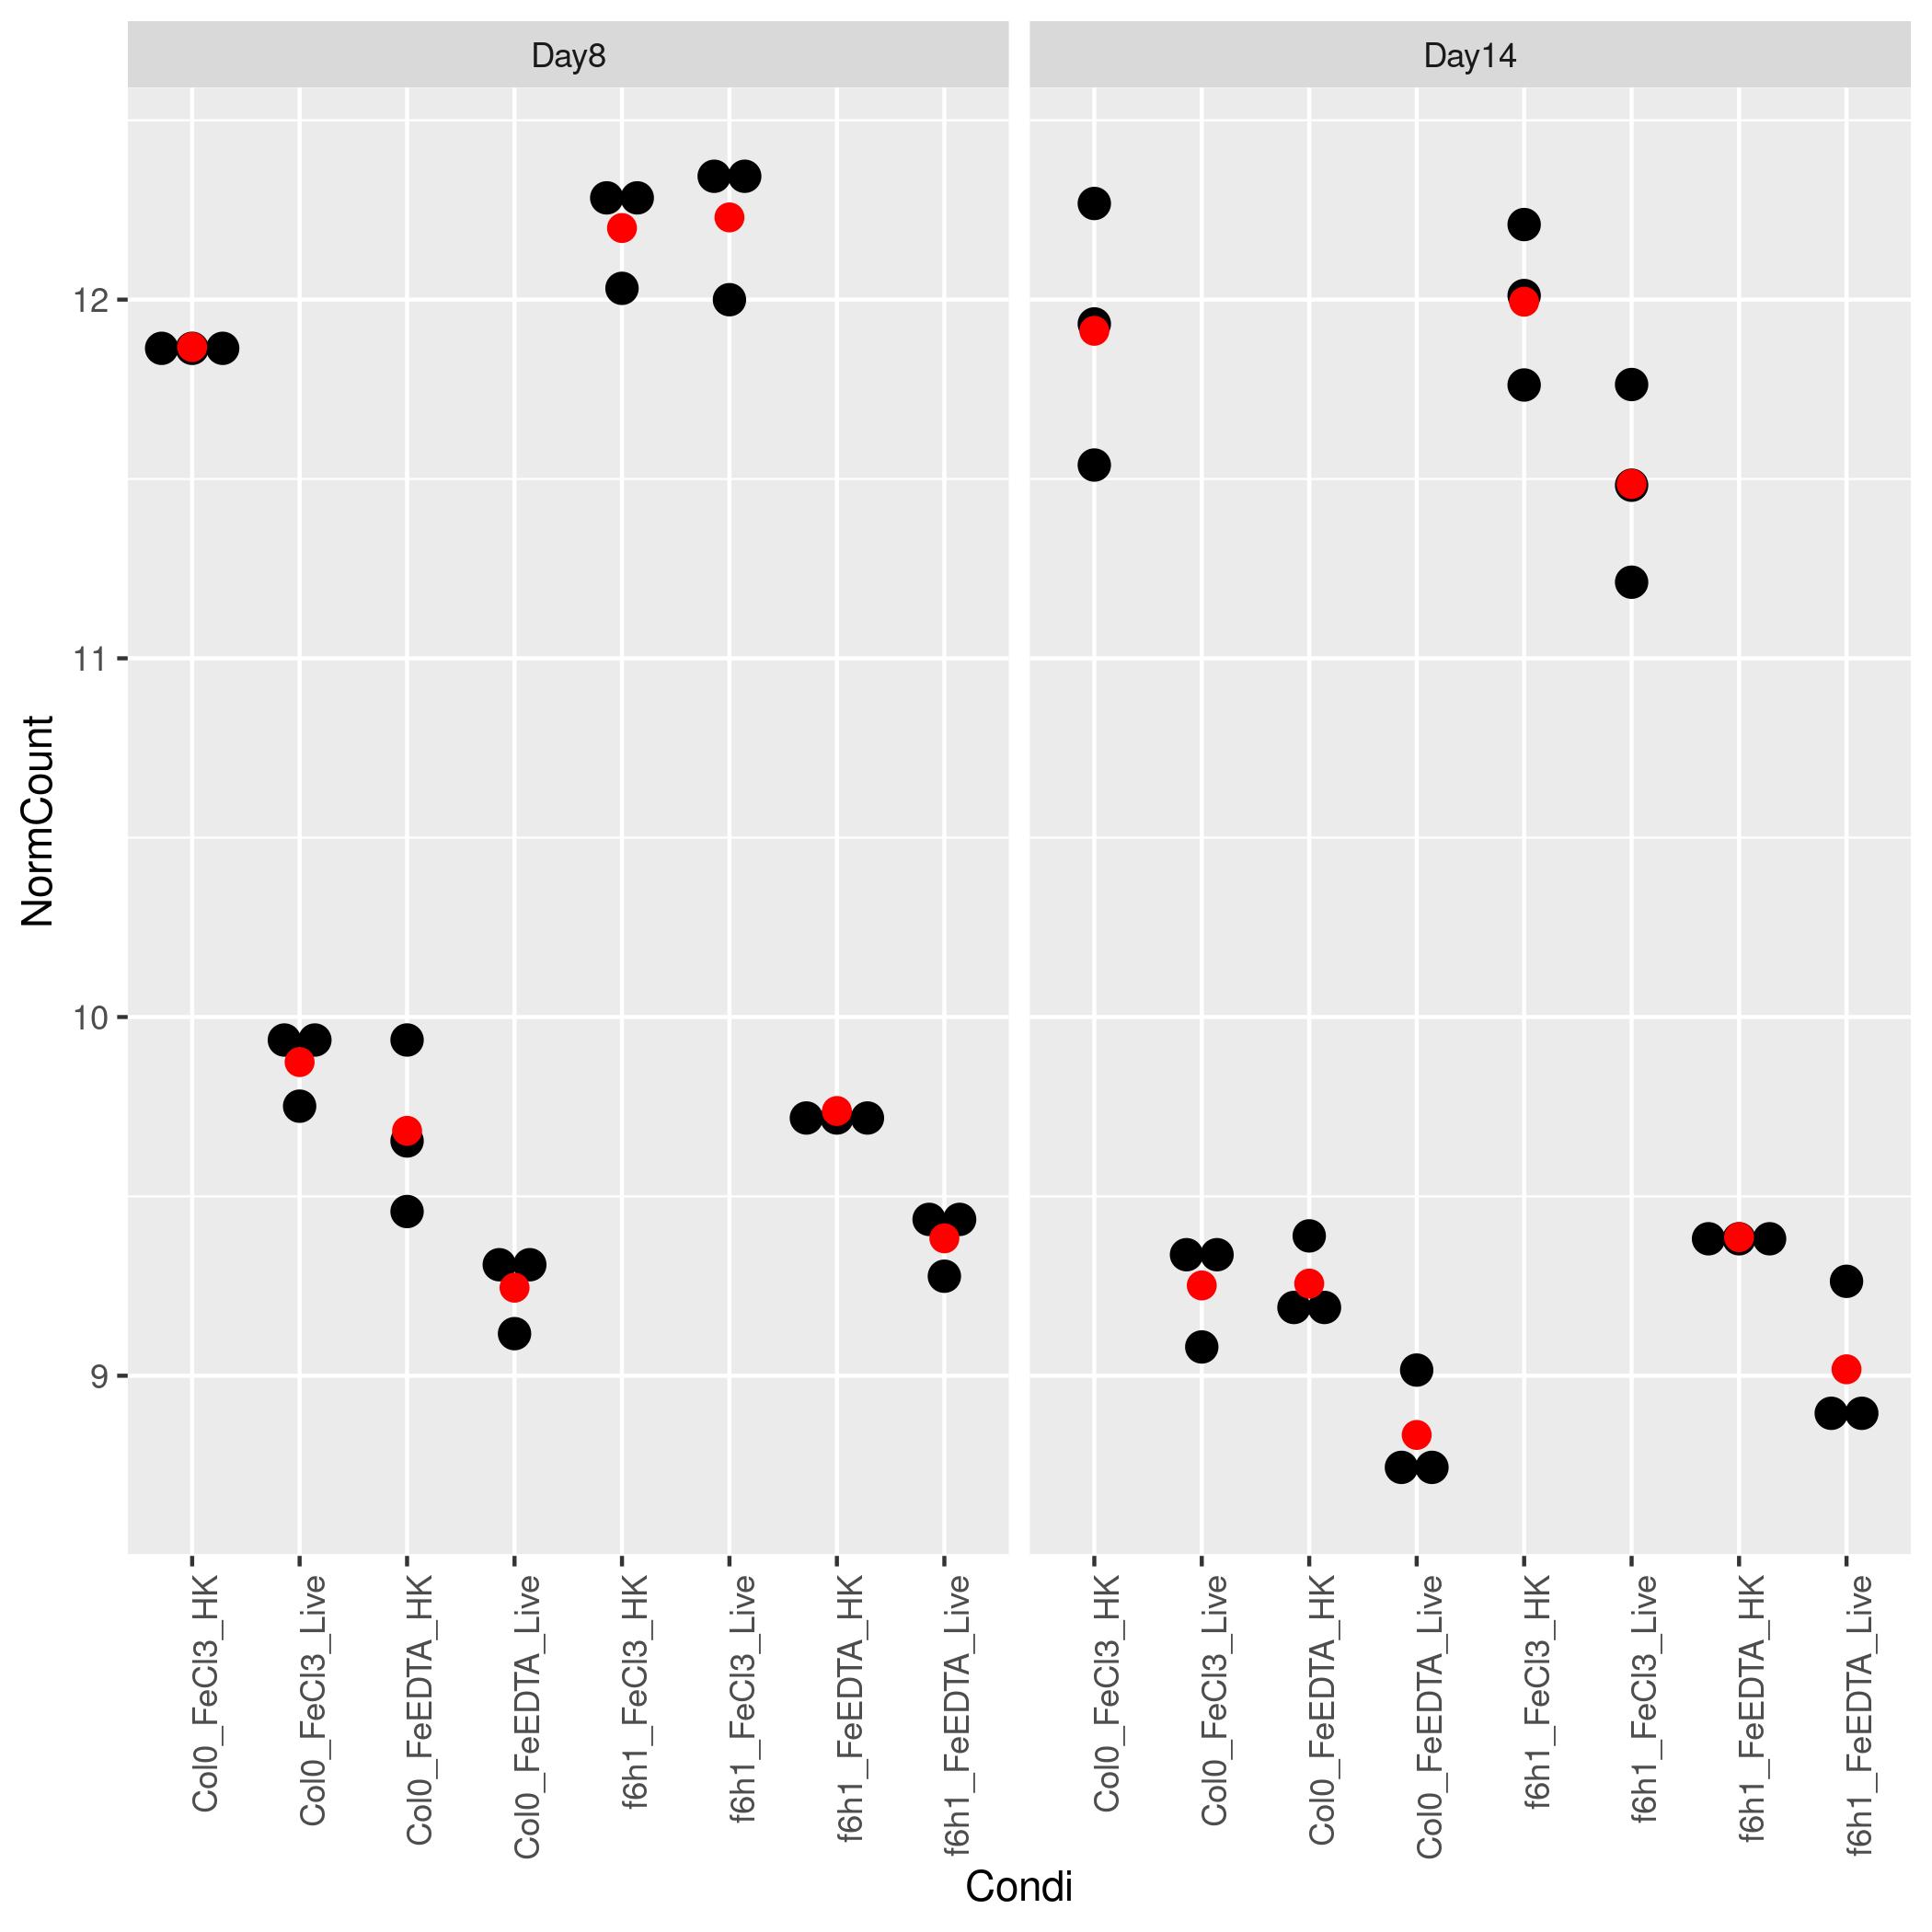 Day8
Day14
NormCount
12
11
10
9
Col0_FeCl3_HK
Col0_FeCl3_Live
Col0_FeEDTA_HK
Col0_FeEDTA_Live
f6h1_FeCl3_HK
f6h1_FeCl3_Live
f6h1_FeEDTA_HK
f6h1_FeEDTA_Live
Col0_FeCl3_HK
Col0_FeCl3_Live
Col0_FeEDTA_HK
Col0_FeEDTA_Live
f6h1_FeCl3_HK
f6h1_FeCl3_Live
f6h1_FeEDTA_HK
f6h1_FeEDTA_Live
Condi